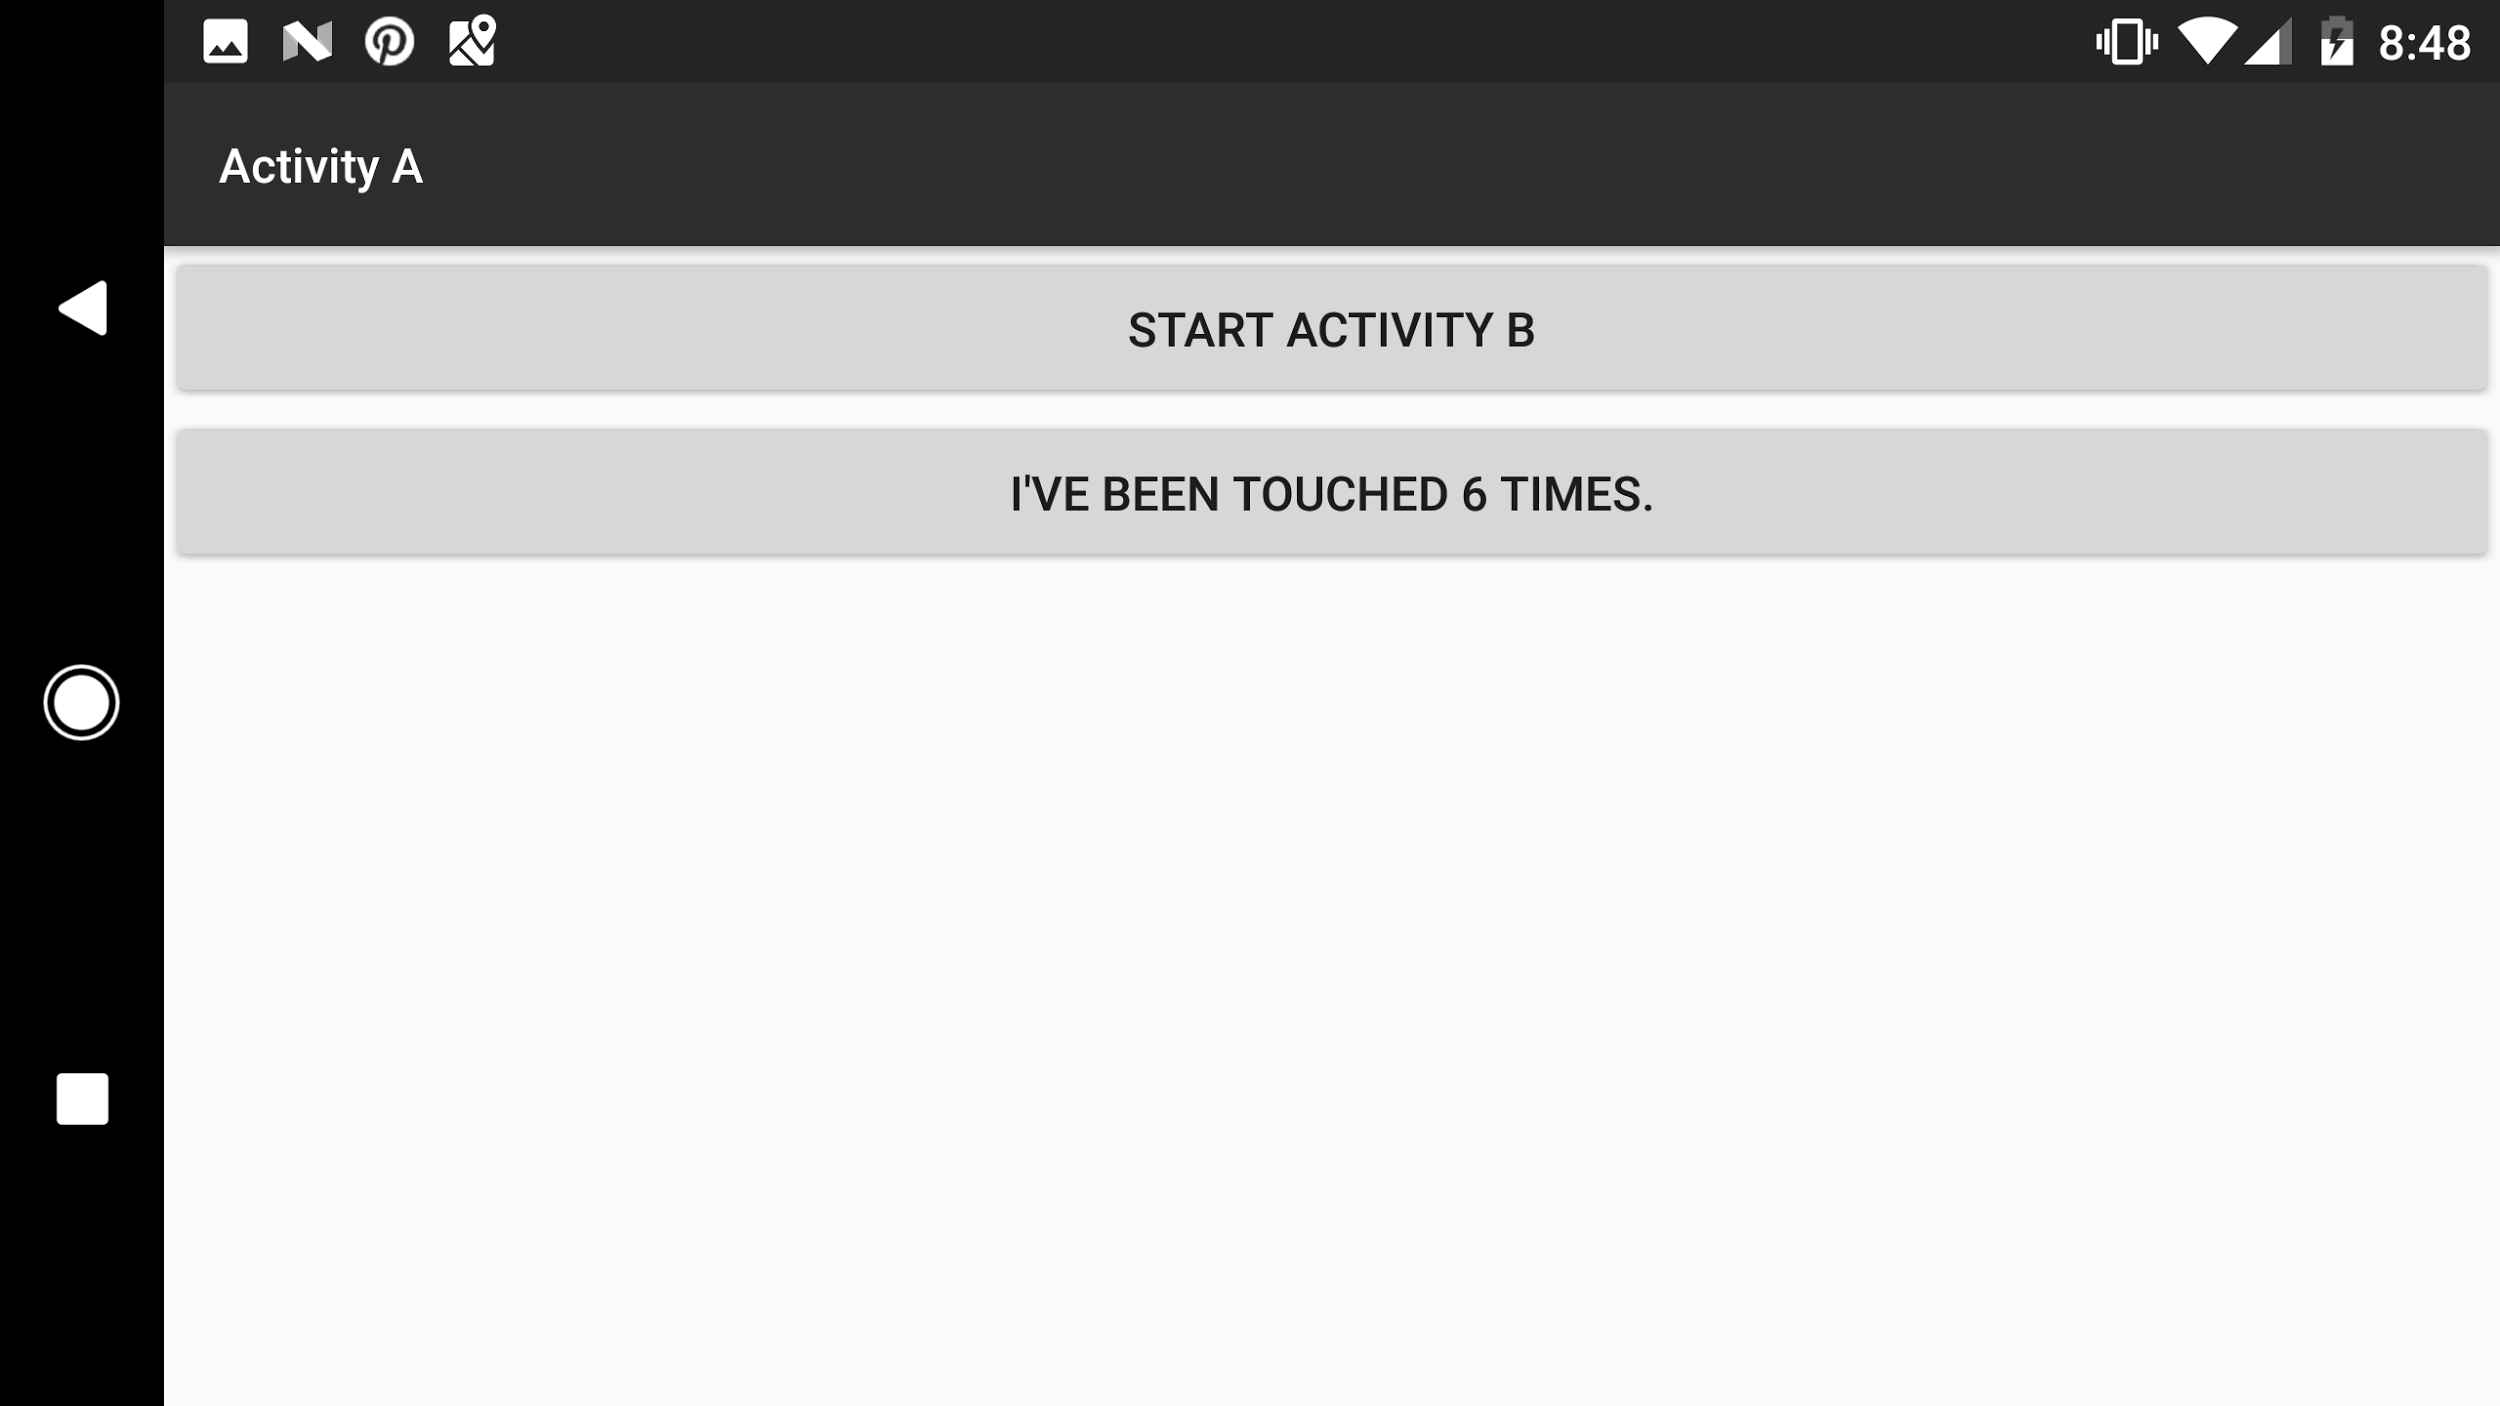 8:48
Activity A
START ACTIVITY B
I'VE BEEN TOUCHED 6 TIMES.